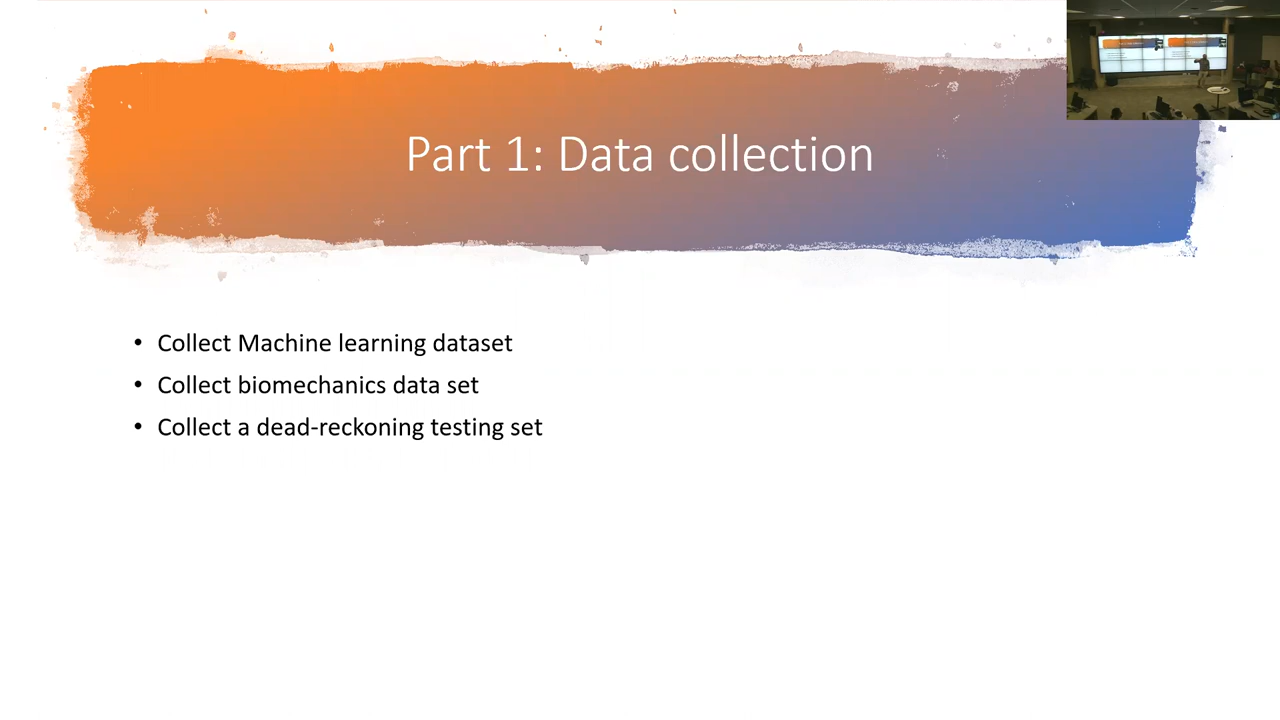 Part 1: Data collection
• Collect Machine learning dataset
• Collect biomechanics data set
• Collect a dead-reckoning testing set